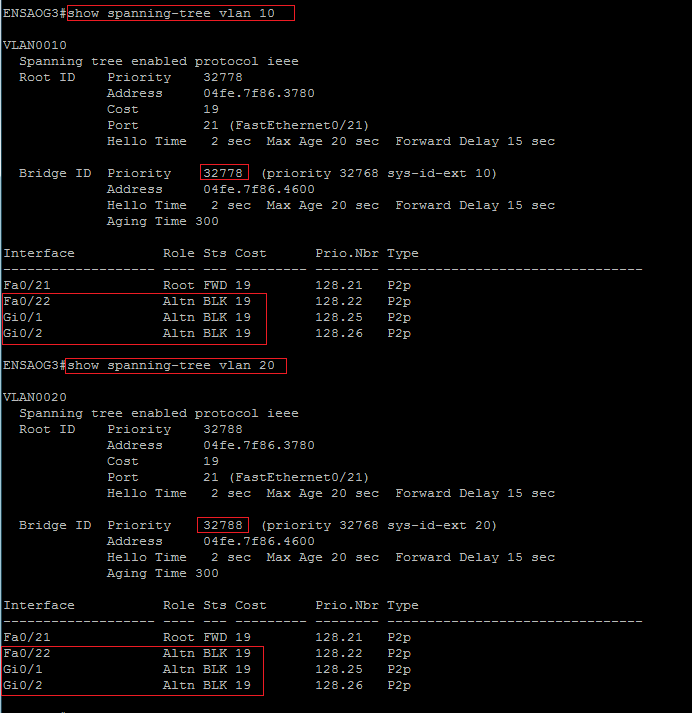 ENSAOG3#show spanning-tree vlan 10
VLAN0010
  Spanning tree enabled protocol ieee
  Root ID    Priority    32778
             Address     04fe.7f86.3780
             Cost        19
             Port        21 (FastEthernet0/21)
             Hello Time   2 sec  Max Age 20 sec  Forward Delay 15 sec
  Bridge ID  Priority    32778  (priority 32768 sys-id-ext 10)
             Address     04fe.7f86.4600
             Hello Time   2 sec  Max Age 20 sec  Forward Delay 15 sec
             Aging Time 300
Interface           Role Sts Cost      Prio.Nbr Type
------------------- ---- --- --------- -------- --------------------------------
Fa0/21              Root FWD 19        128.21   P2p
Fa0/22              Altn BLK 19        128.22   P2p
Gi0/1               Altn BLK 19        128.25   P2p
Gi0/2               Altn BLK 19        128.26   P2p
ENSAOG3#show spanning-tree vlan 20
VLAN0020
  Spanning tree enabled protocol ieee
  Root ID    Priority    32788
             Address     04fe.7f86.3780
             Cost        19
             Port        21 (FastEthernet0/21)
             Hello Time   2 sec  Max Age 20 sec  Forward Delay 15 sec
  Bridge ID  Priority    32788  (priority 32768 sys-id-ext 20)
             Address     04fe.7f86.4600
             Hello Time   2 sec  Max Age 20 sec  Forward Delay 15 sec
             Aging Time 300
Interface           Role Sts Cost      Prio.Nbr Type
------------------- ---- --- --------- -------- --------------------------------
Fa0/21              Root FWD 19        128.21   P2p
Fa0/22              Altn BLK 19        128.22   P2p
Gi0/1               Altn BLK 19        128.25   P2p
Gi0/2               Altn BLK 19        128.26   P2p